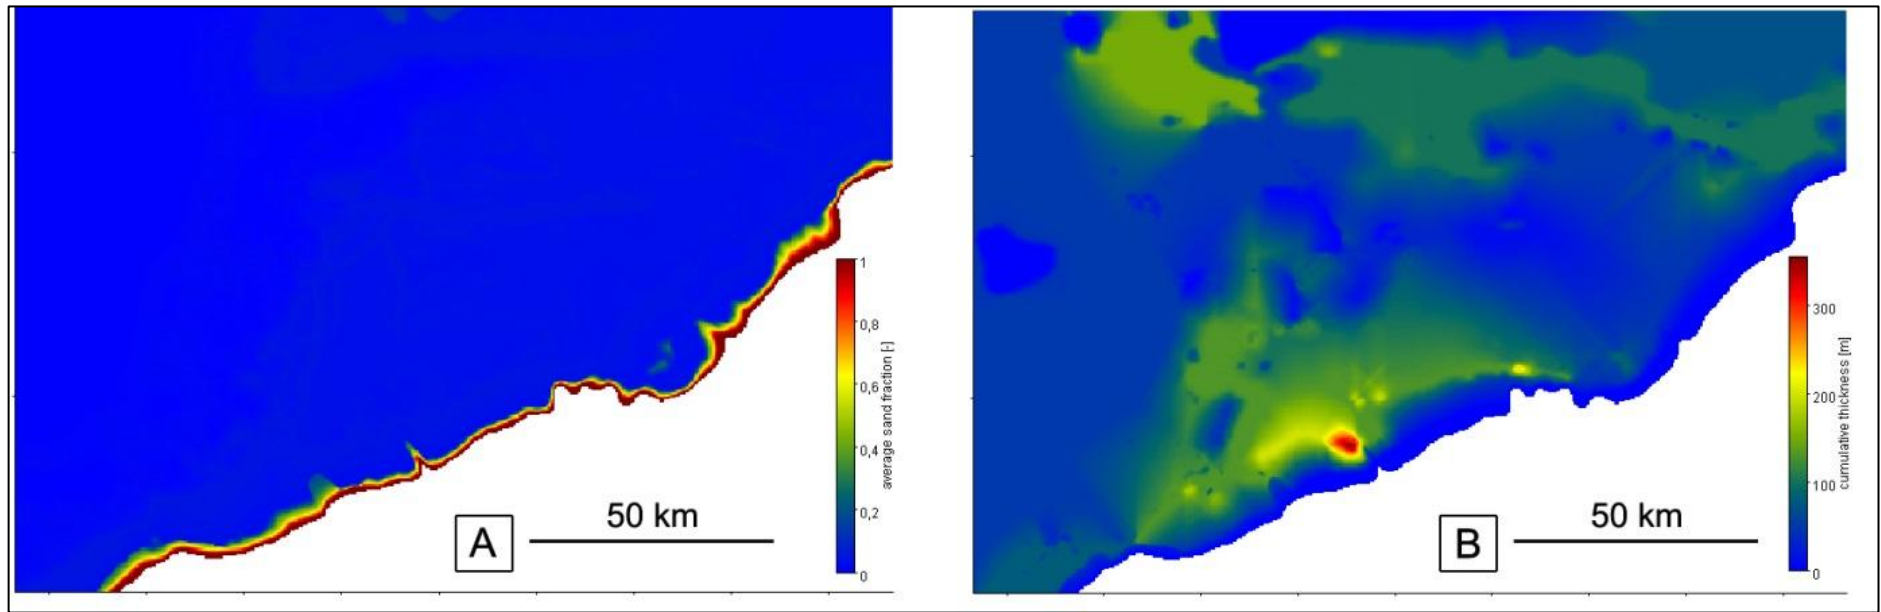 1
0,8
0,6
0,4
0,2
0
average sand fraction [-]
A
50 km
300
200
100
0
cumulative thickness [m]
B
50 km